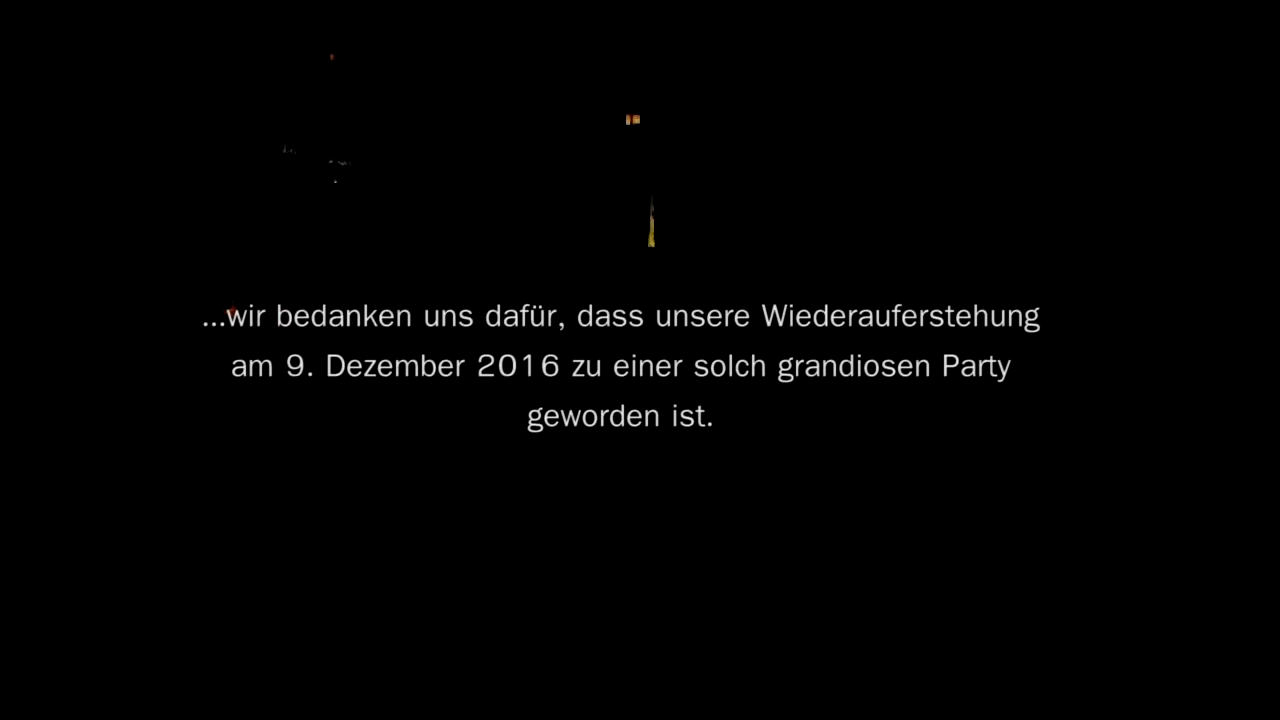 ...wir bedanken uns dafür, dass unsere Wiederauferstehung
am 9. Dezember 2016 zu einer solch grandiosen Party
geworden ist.